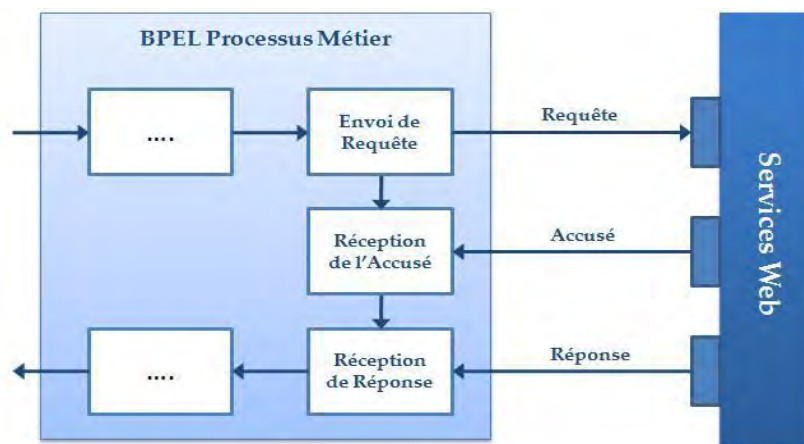 BPEL Processus Métier
....
Envoi de
Requête
Requête
Réception
de l'Accusé
Accusé
....
Réception
de Réponse
Réponse
Services Web